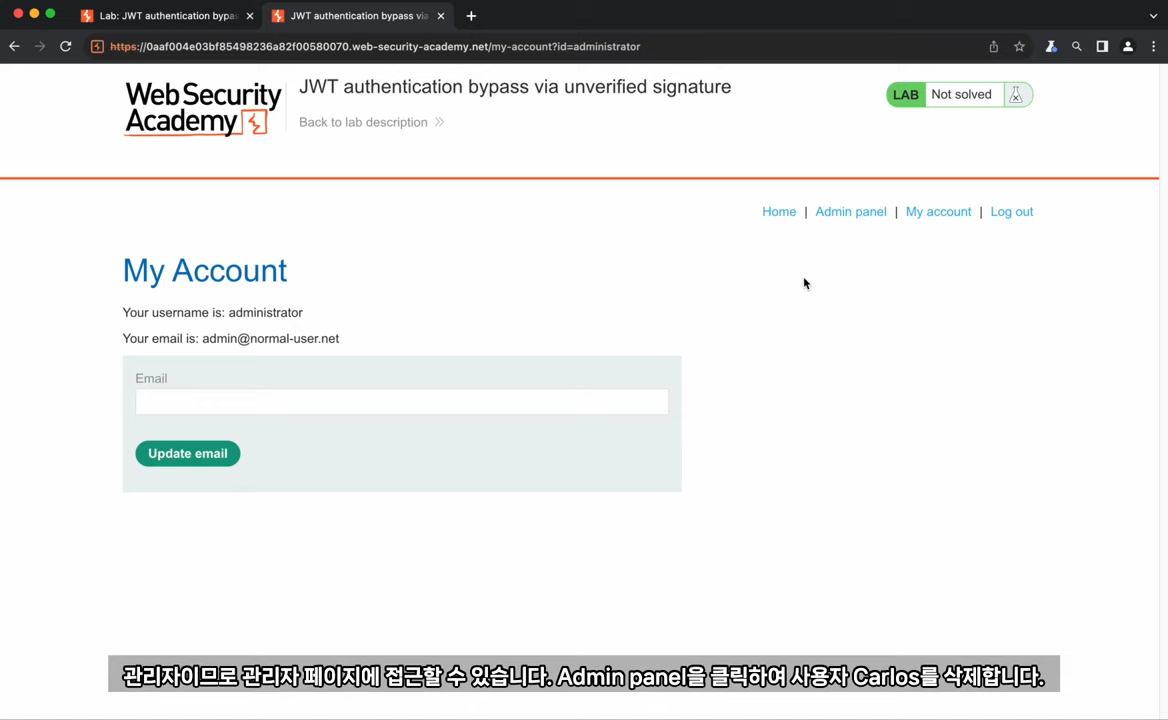 Lab: JWT authentication bypas
JWT authentication bypass via
https://0aaf004e03bf85498236a82f00580070.web-security-academy.net/my-account?id=administrator
Web Security
Academy
JWT authentication bypass via unverified signature
Back to lab description
LAB Not solved
Home | Admin panel | My account | Log out
My Account
Your username is: administrator
Your email is: admin@normal-user.net
Email
Update email
관리자이므로 관리자 페이지에 접근할 수 있습니다. Admin panel을 클릭하여 사용자 Carlos를 삭제합니다.